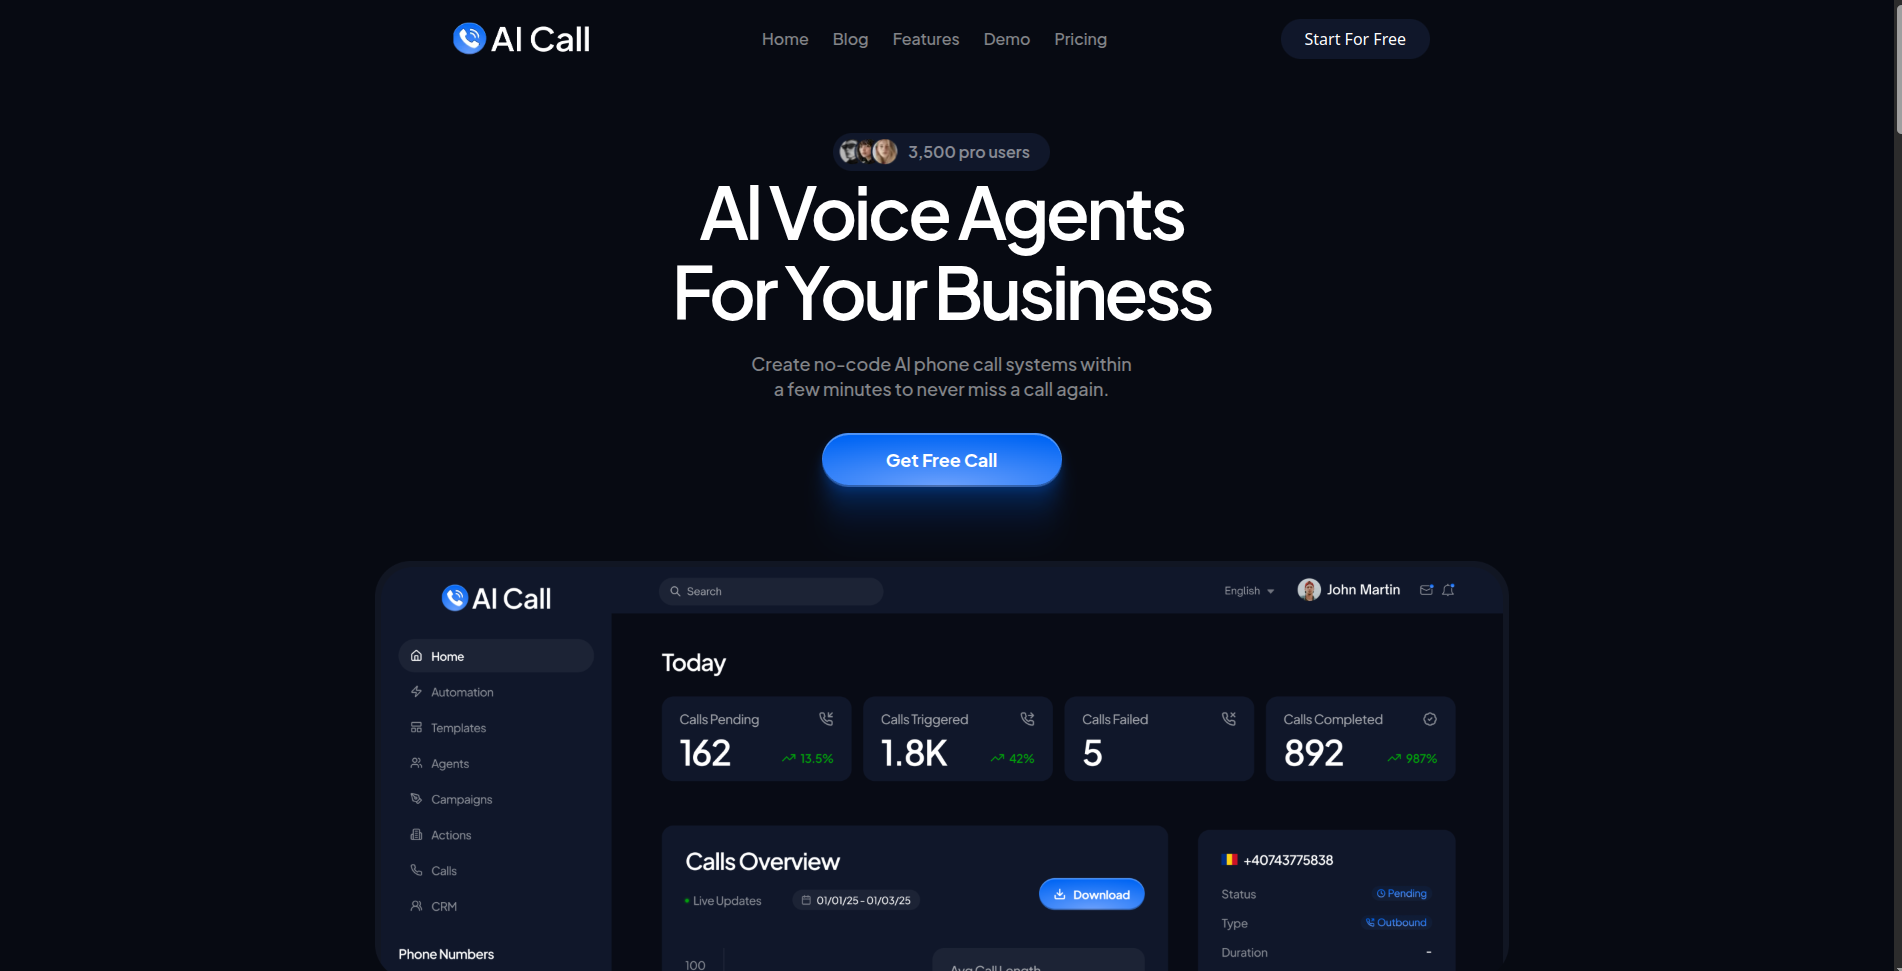 AI Call
Home Blog Features Demo Pricing
Start For Free
3,500 pro users
AI Voice Agents
For Your Business
Create no-code AI phone call systems within
a few minutes to never miss a call again.
Get Free Call
AI Call
Search
English
John Martin
Home
Automation
Templates
Agents
Campaigns
Actions
Calls
CRM
Phone Numbers
Today
Calls Pending
162
13.5%
Calls Triggered
1.8K
42%
Calls Failed
5
Calls Completed
892
987%
Calls Overview
Live Updates
01/01/25 - 01/03/25
Download
100
Avg Call Length
+40743775838
Status Pending
Type Outbound
Duration -